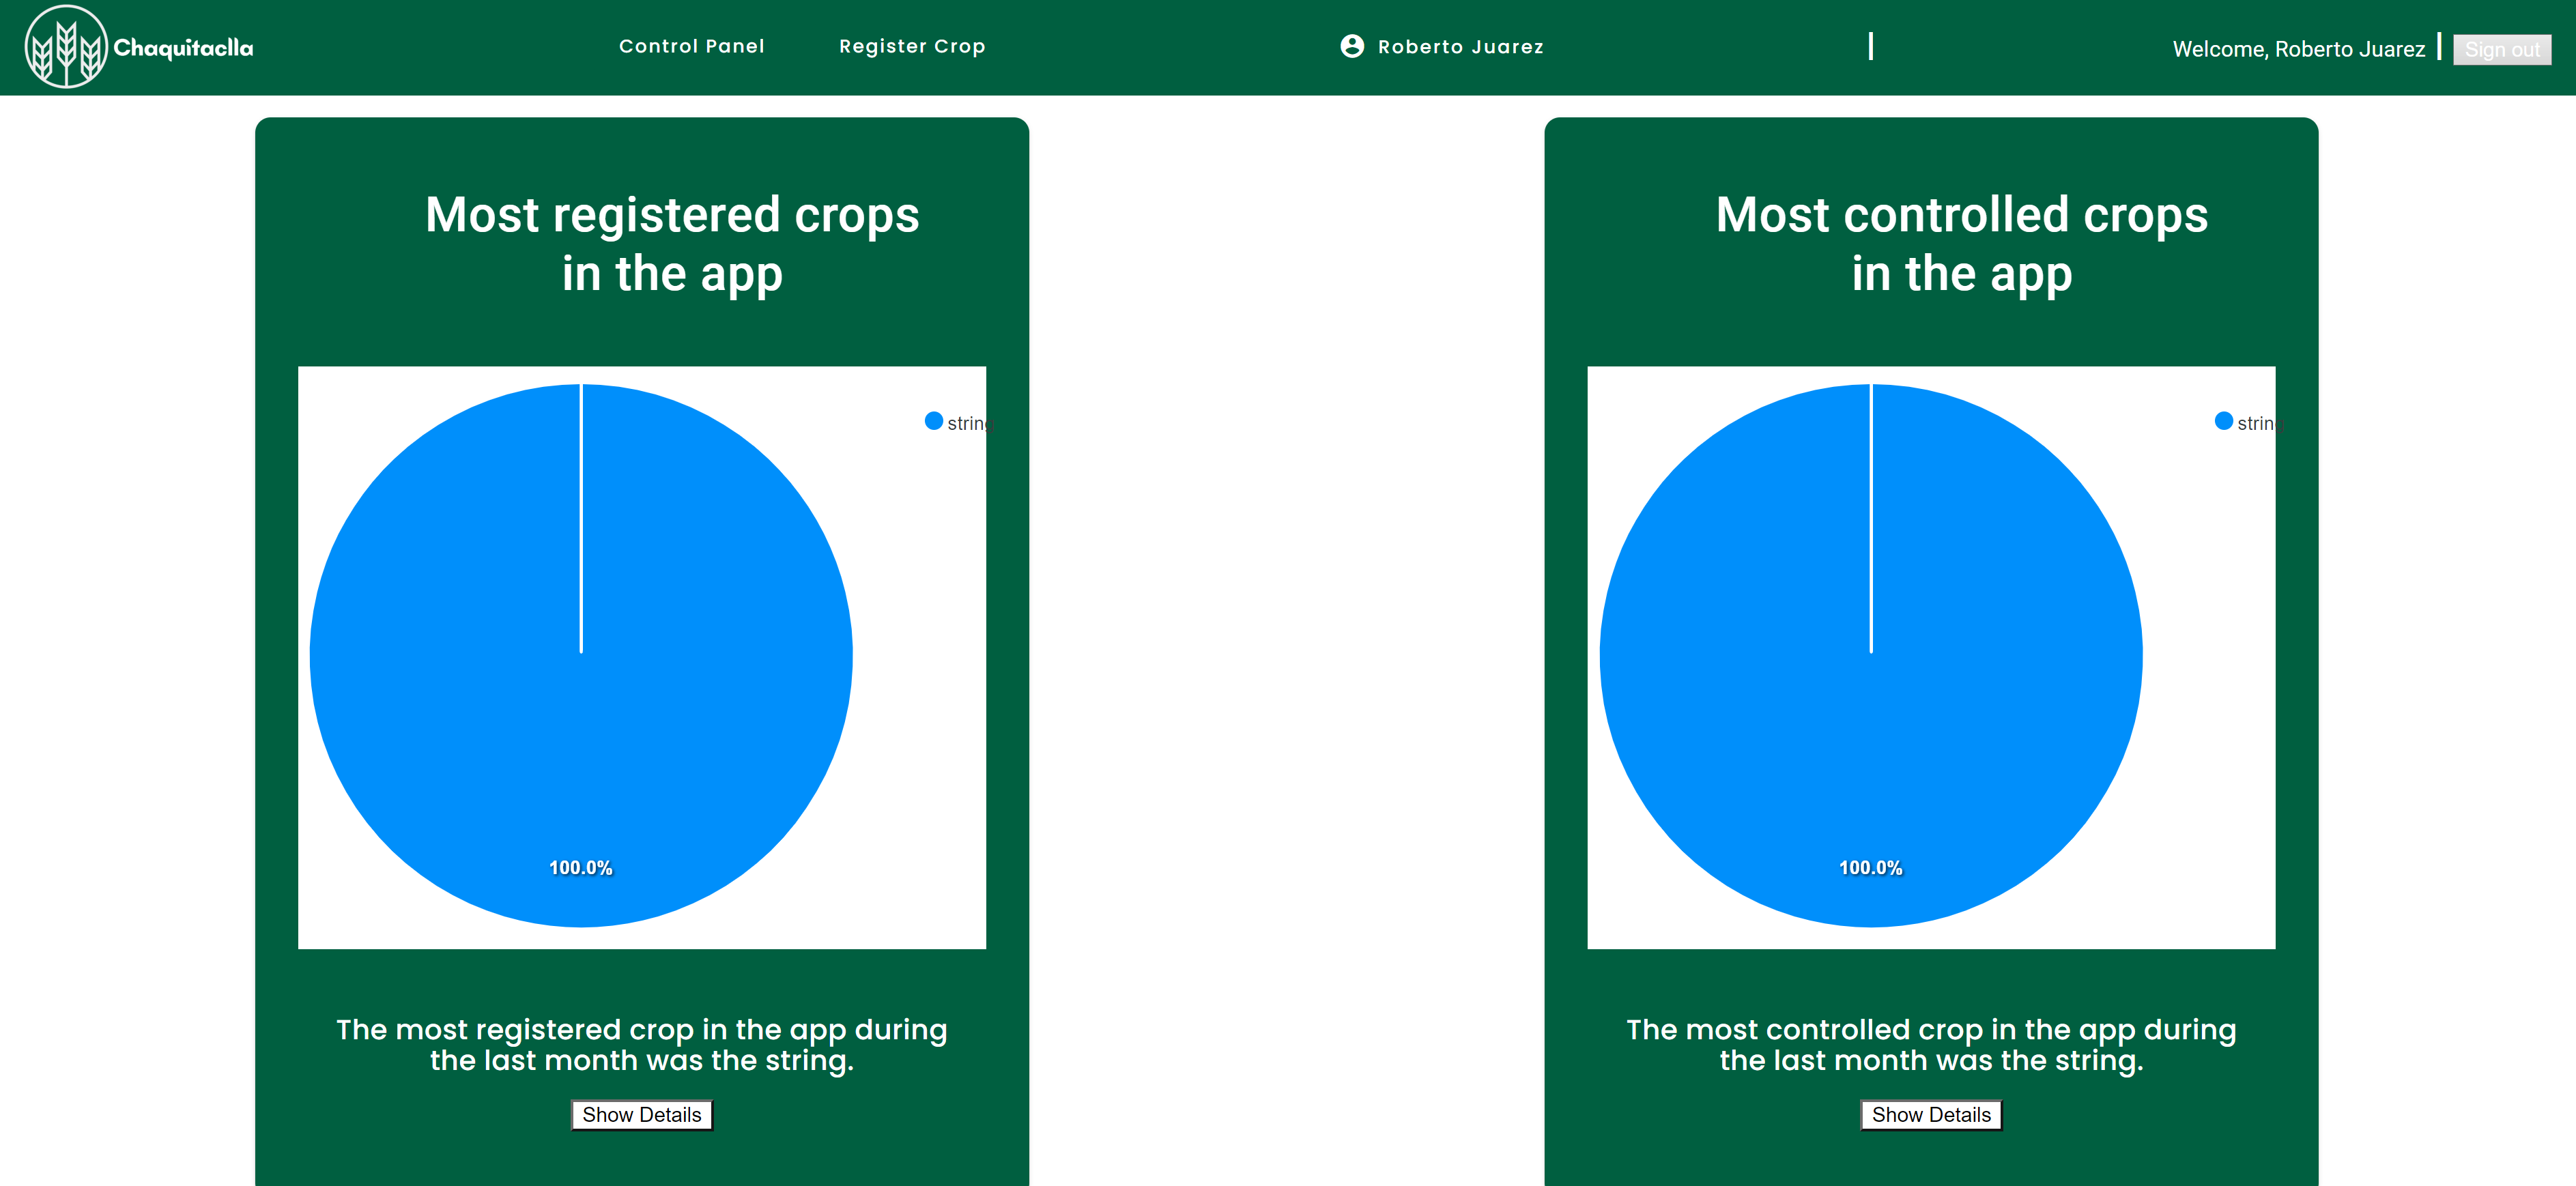 Chaquitaclla
Control Panel
Register Crop
Roberto Juarez
Welcome, Roberto Juarez
Sign out
Most registered crops
in the app
string
100.0%
The most registered crop in the app during
the last month was the string.
Show Details
Most controlled crops
in the app
string
100.0%
The most controlled crop in the app during
the last month was the string.
Show Details